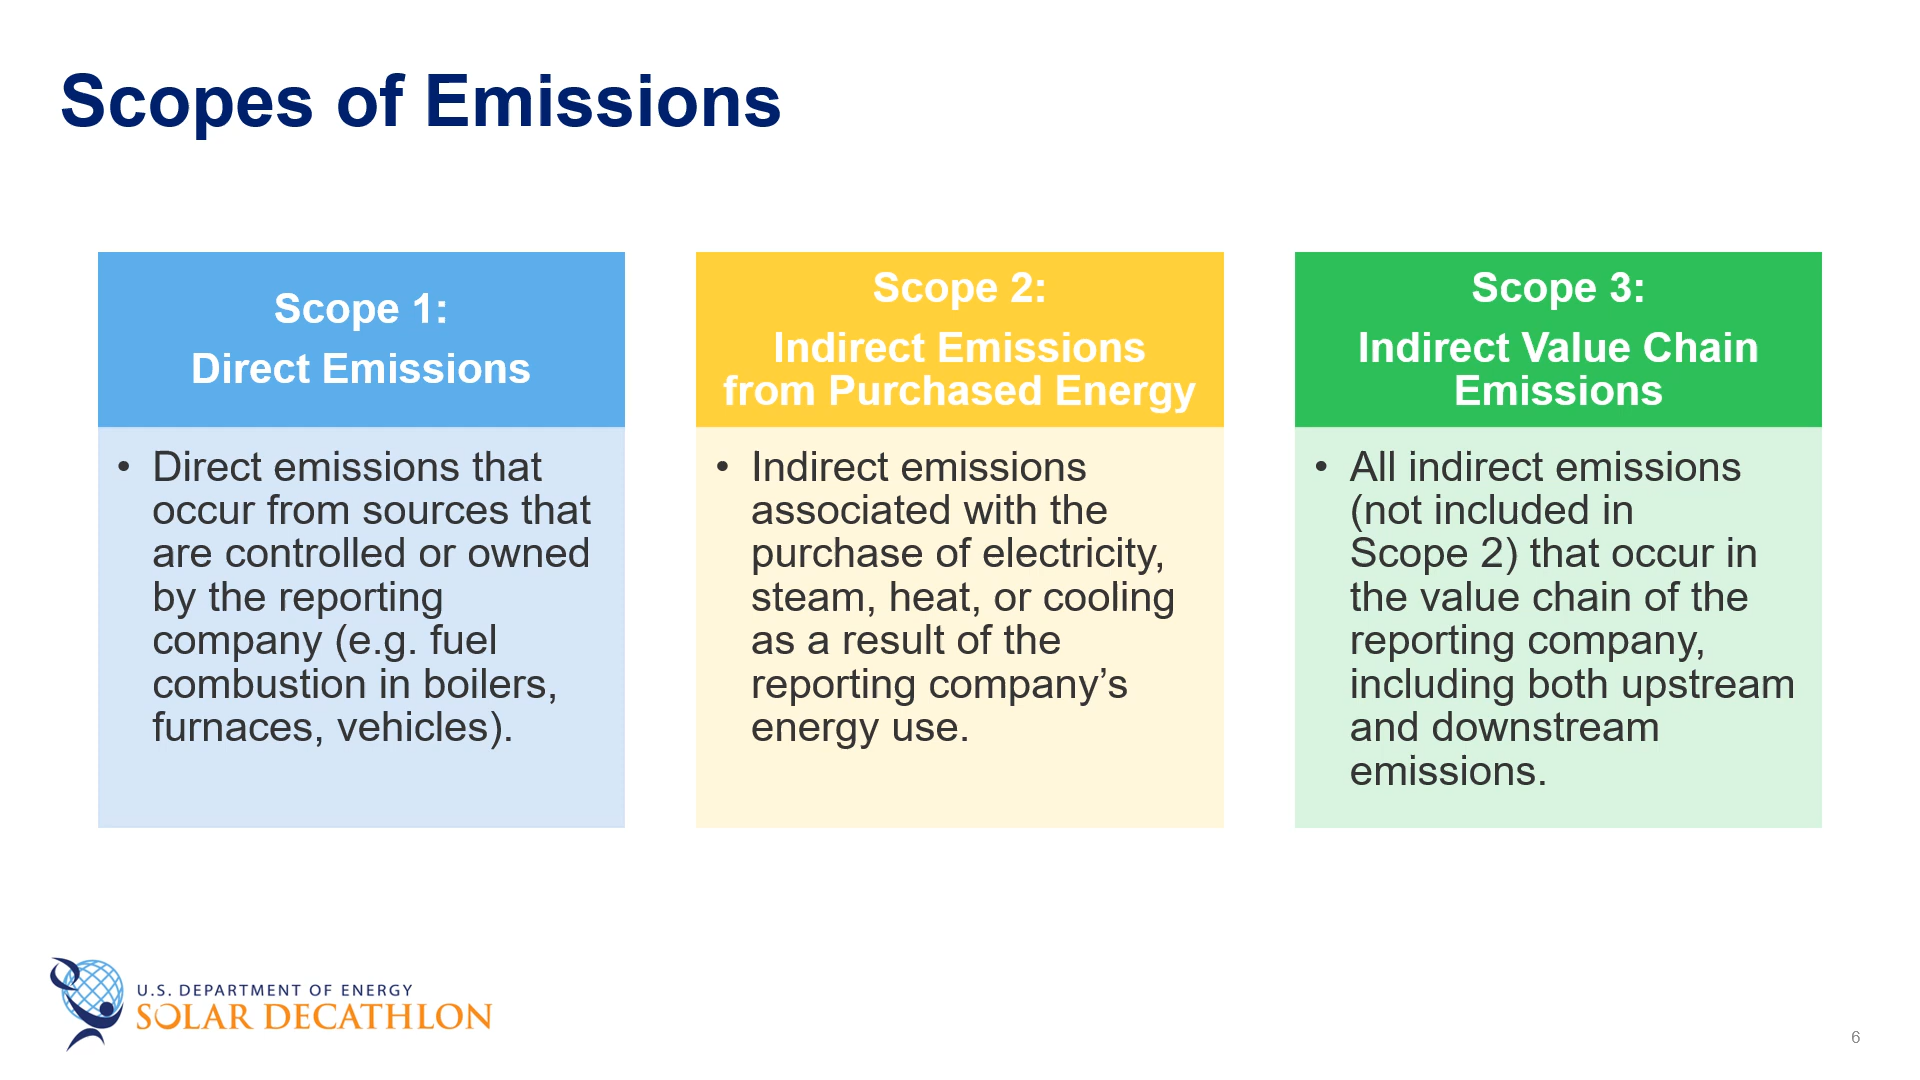 Scopes of Emissions
Scope 1:
Direct Emissions
• Direct emissions that
occur from sources that
are controlled or owned
by the reporting
company (e.g. fuel
combustion in boilers,
furnaces, vehicles).
Scope 2:
Indirect Emissions
from Purchased Energy
• Indirect emissions
associated with the
purchase of electricity,
steam, heat, or cooling
as a result of the
reporting company’s
energy use.
Scope 3:
Indirect Value Chain
Emissions
• All indirect emissions
(not included in
Scope 2) that occur in
the value chain of the
reporting company,
including both upstream
and downstream
emissions.
U.S. DEPARTMENT OF ENERGY
SOLAR DECATHLON
6